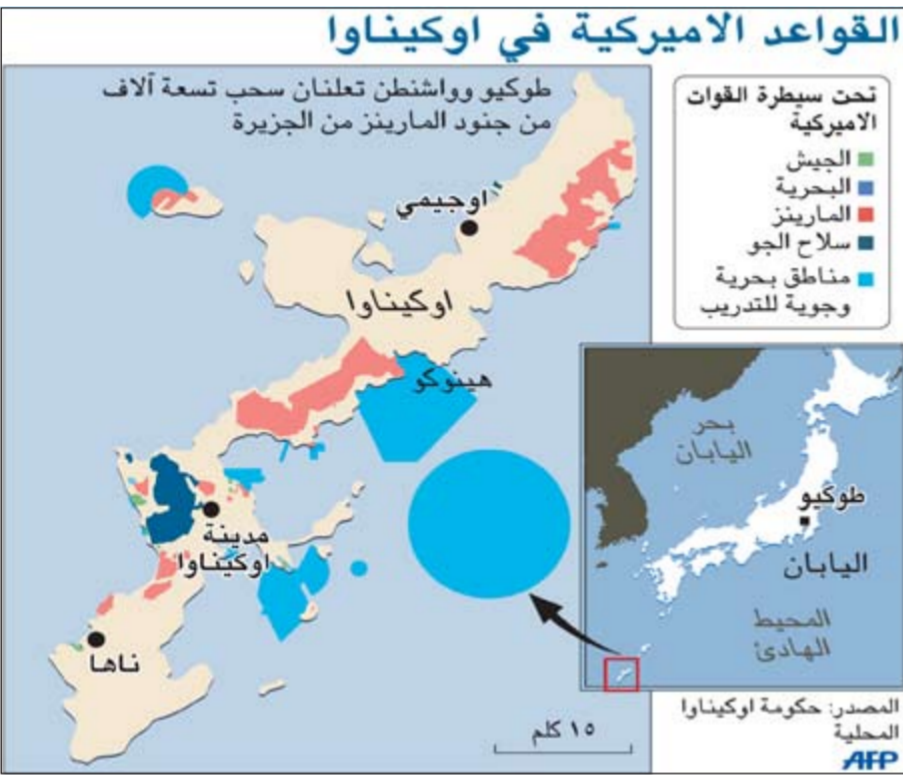 القواعد الاميركية في اوكيناوا
طوكيو وواشنطن تعلنان سحب تسعة آلاف
من جنود المارينز من الجزيرة
تحت سيطرة القوات
الاميركية
الجيش
البحرية
المارينز
سلاح الجو
مناطق بحرية
وجوية للتدريب
اوجيمي
اوكيناوا
هينوكو
مدينة
اوكيناوا
ناها
بحر
اليابان
طوكيو
اليابان
المحيط
الهادئ
١٥ كلم
المصدر: حكومة اوكيناوا
المحلية
AFP